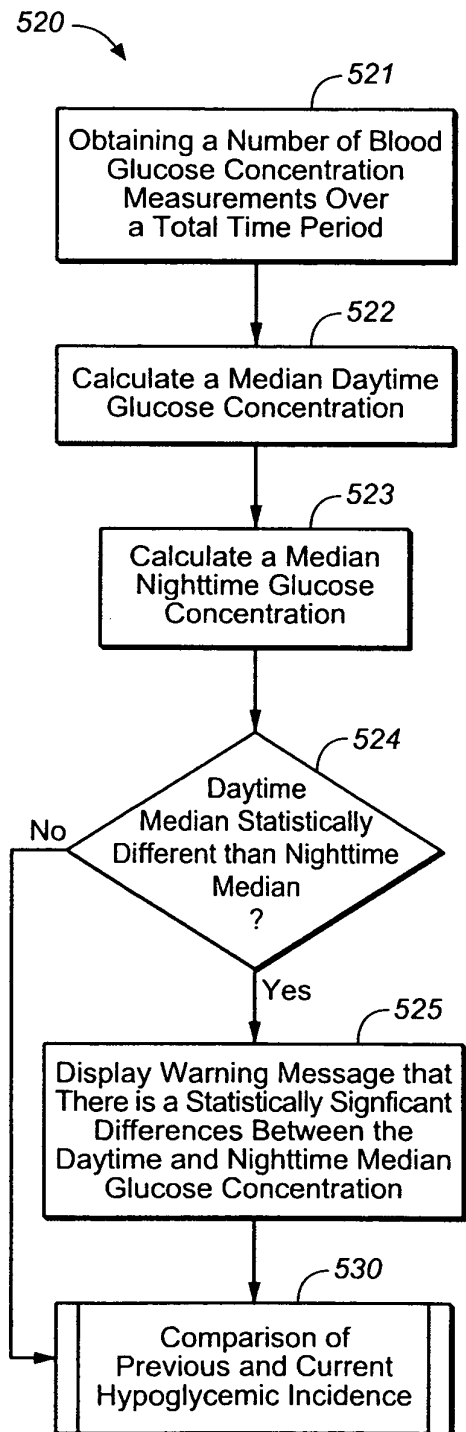 520
521
Obtaining a Number of Blood
Glucose Concentration
Measurements Over
a Total Time Period
522
Calculate a Median Daytime
Glucose Concentration
523
Calculate a Median
Nighttime Glucose
Concentration
524
Daytime
Median Statistically
Different than Nighttime
Median
?
No
Yes
525
Display Warning Message that
There is a Statistically Signficant
Differences Between the
Daytime and Nighttime Median
Glucose Concentration
530
Comparison of
Previous and Current
Hypoglycemic Incidence